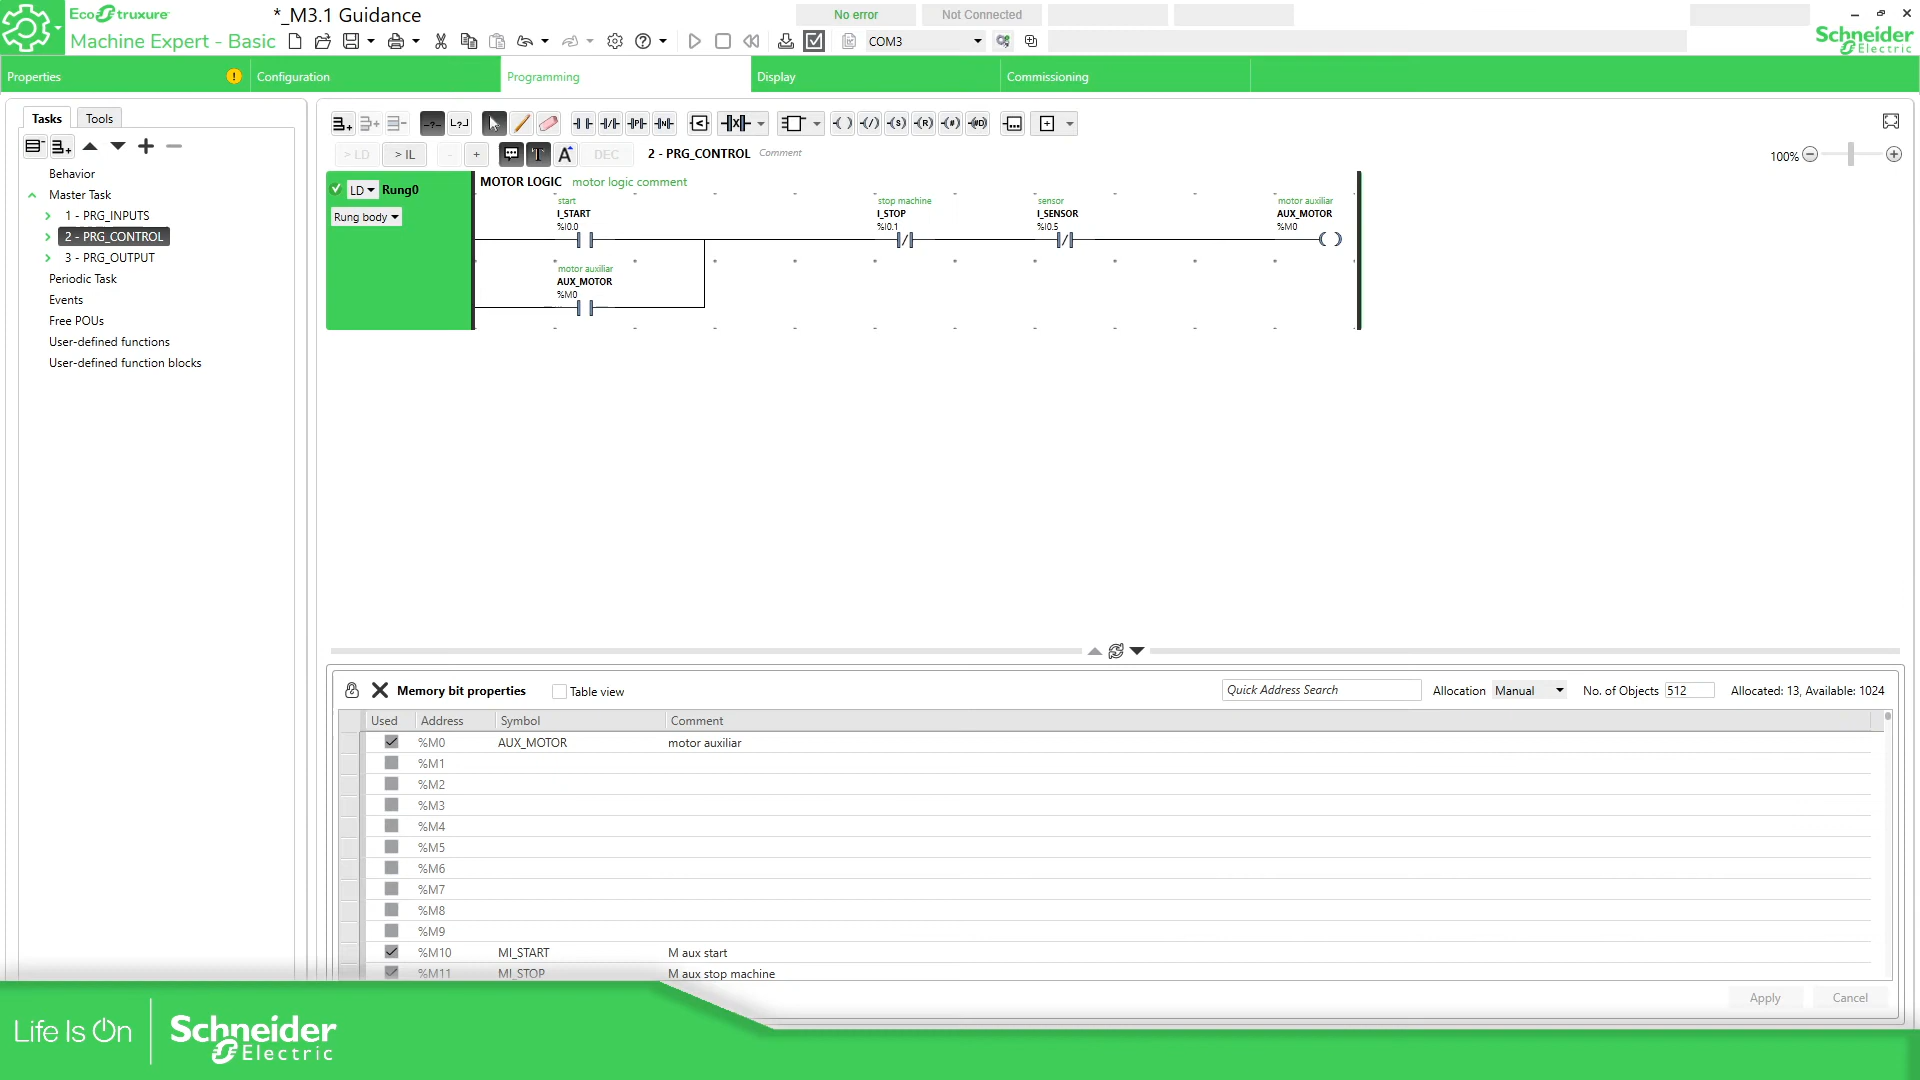 EcoStruxure
Machine Expert - Basic
*_M3.1 Guidance
No error
Not Connected
COM3
Schneider
Electric
Properties
Configuration
Programming
Display
Commissioning
Tasks
Tools
Behavior
Master Task
1 - PRG_INPUTS
2 - PRG_CONTROL
3 - PRG_OUTPUT
Periodic Task
Events
Free POUs
User-defined functions
User-defined function blocks
> LD
> IL
DEC
2 - PRG_CONTROL
Comment
100%
LD
Rung0
Rung body
MOTOR LOGIC motor logic comment
start
I_START
%I0.0
stop machine
I_STOP
%I0.1
sensor
I_SENSOR
%I0.5
motor auxiliar
AUX_MOTOR
%M0
motor auxiliar
AUX_MOTOR
%M0
Memory bit properties
Table view
Quick Address Search
Allocation Manual
No. of Objects 512
Allocated: 13, Available: 1024
Used Address Symbol Comment
%M0 AUX_MOTOR motor auxiliar
%M1
%M2
%M3
%M4
%M5
%M6
%M7
%M8
%M9
%M10 MI_START M aux start
%M11 MI_STOP M aux stop machine
Apply
Cancel
Life Is On
Schneider
Electric